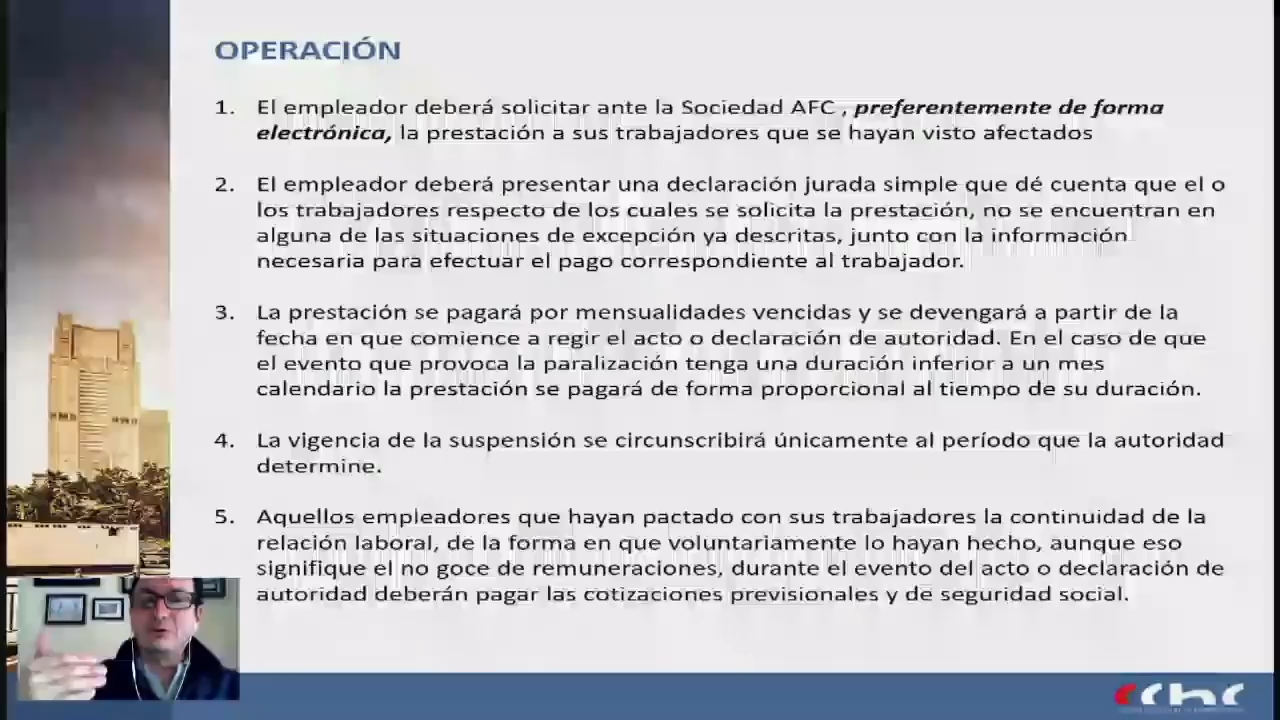 OPERACIÓN
1. El empleador deberá solicitar ante la Sociedad AFC , preferentemente de forma
electrónica, la prestación a sus trabajadores que se hayan visto afectados
2. El empleador deberá presentar una declaración jurada simple que dé cuenta que el o
los trabajadores respecto de los cuales se solicita la prestación, no se encuentran en
alguna de las situaciones de excepción ya descritas, junto con la información
necesaria para efectuar el pago correspondiente al trabajador.
3. La prestación se pagará por mensualidades vencidas y se devengará a partir de la
fecha en que comience a regir el acto o declaración de autoridad. En el caso de que
el evento que provoca la paralización tenga una duración inferior a un mes
calendario la prestación se pagará de forma proporcional al tiempo de su duración.
4. La vigencia de la suspensión se circunscribirá únicamente al período que la autoridad
determine.
5. Aquellos empleadores que hayan pactado con sus trabajadores la continuidad de la
relación laboral, de la forma en que voluntariamente lo hayan hecho, aunque eso
signifique el no goce de remuneraciones, durante el evento del acto o declaración de
autoridad deberán pagar las cotizaciones previsionales y de seguridad social.
cchc